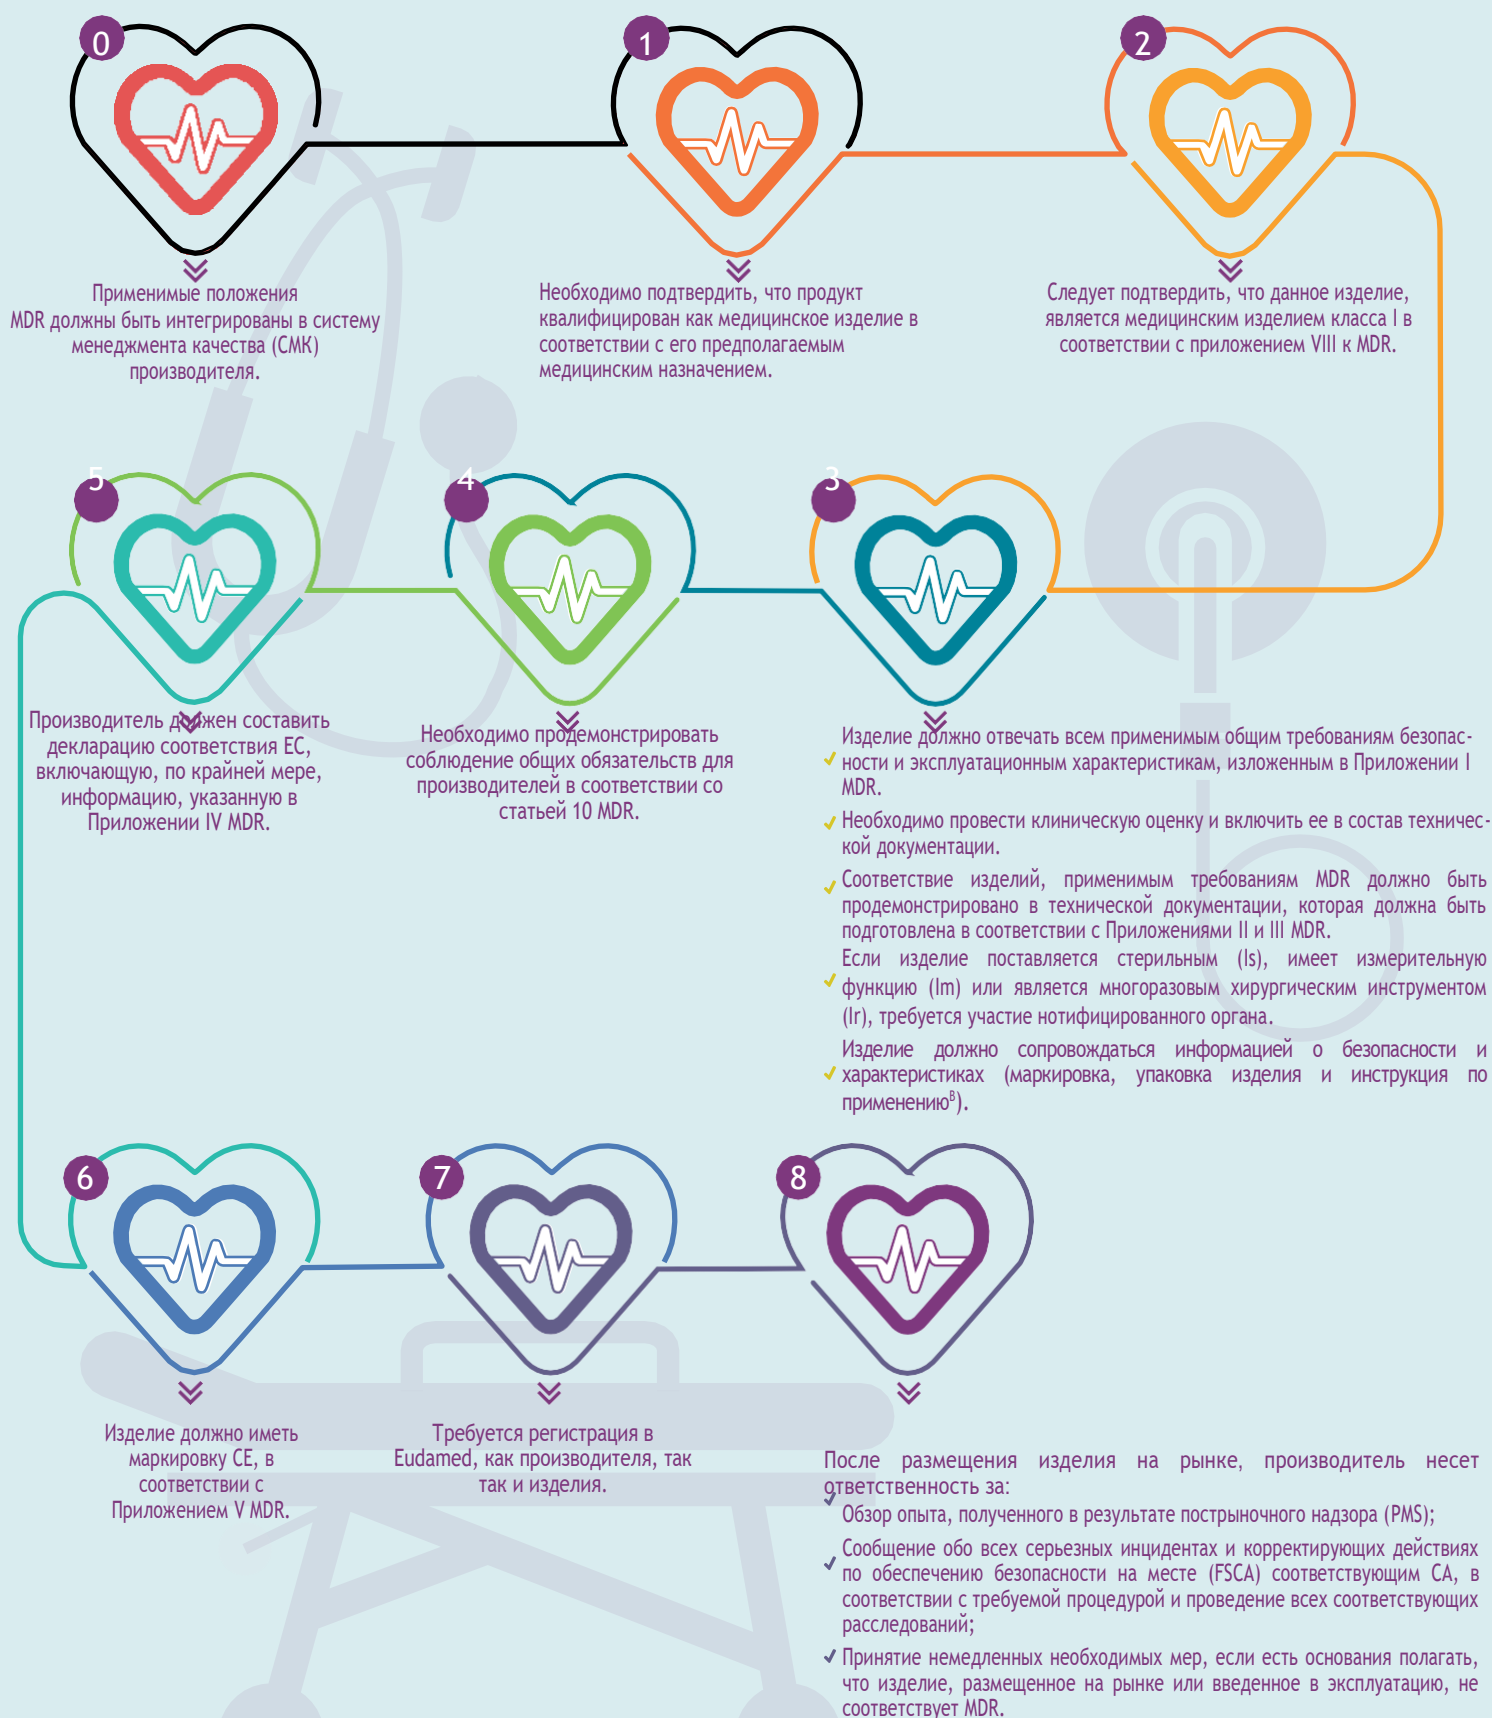 0
Применимые положения
MDR должны быть интегрированы в систему
менеджмента качества (СМК)
производителя.
1
Необходимо подтвердить, что продукт
квалифицирован как медицинское изделие в
соответствии с его предполагаемым
медицинским назначением.
2
Следует подтвердить, что данное изделие,
является медицинским изделием класса I в
соответствии с приложением VIII к MDR.
3
Изделие должно отвечать всем применимым общим требованиям безопас-
ности и эксплуатационным характеристикам, изложенным в Приложении I
MDR.
Необходимо провести клиническую оценку и включить ее в состав техничес-
кой документации.
Соответствие изделий, применимым требованиям MDR должно быть
продемонстрировано в технической документации, которая должна быть
подготовлена в соответствии с Приложениями II и III MDR.
Если изделие поставляется стерильным (Is), имеет измерительную
функцию (Im) или является многоразовым хирургическим инструментом
(Ir), требуется участие нотифицированного органа.
Изделие должно сопровождаться информацией о безопасности и
характеристиках (маркировка, упаковка изделия и инструкция по
применениюB).
4
Необходимо продемонстрировать
соблюдение общих обязательств для
производителей в соответствии со
статьей 10 MDR.
5
Производитель должен составить
декларацию соответствия ЕС,
включающую, по крайней мере,
информацию, указанную в
Приложении IV MDR.
6
Изделие должно иметь
маркировку CE, в
соответствии с
Приложением V MDR.
7
Требуется регистрация в
Eudamed, как производителя, так
так и изделия.
8
После размещения изделия на рынке, производитель несет
ответственность за:
Обзор опыта, полученного в результате пострыночного надзора (PMS);
Сообщение обо всех серьезных инцидентах и корректирующих действиях
по обеспечению безопасности на месте (FSCA) соответствующим CA, в
соответствии с требуемой процедурой и проведение всех соответствующих
расследований;
Принятие немедленных необходимых мер, если есть основания полагать,
что изделие, размещенное на рынке или введенное в эксплуатацию, не
соответствует MDR.